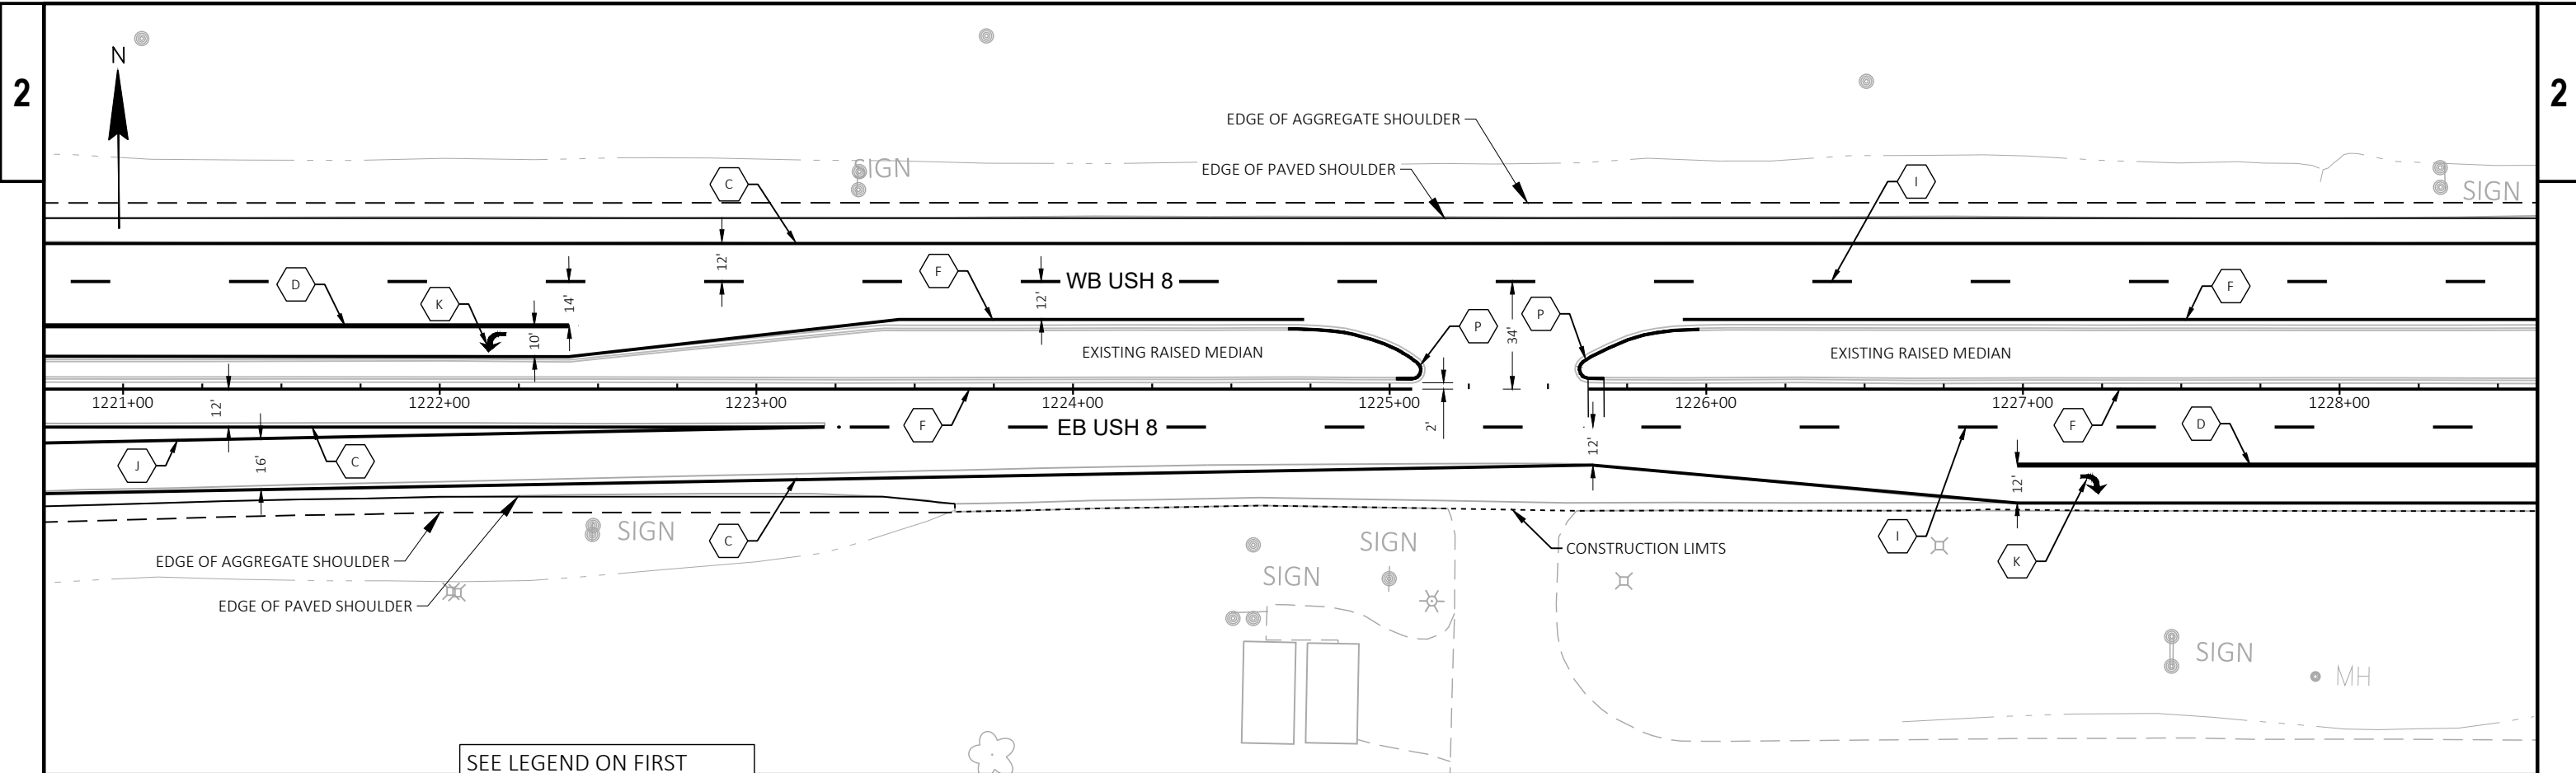 2
2
N
EDGE OF AGGREGATE SHOULDER
EDGE OF PAVED SHOULDER
SIGN
SIGN
C
I
12'
D
K
14'
10'
F
12'
WB USH 8
34'
P
P
F
EXISTING RAISED MEDIAN
EXISTING RAISED MEDIAN
1221+00
1222+00
1223+00
1224+00
1225+00
1226+00
1227+00
1228+00
12'
F
EB USH 8
2'
12'
F
D
J
16'
C
12'
SIGN
C
SIGN
SIGN
CONSTRUCTION LIMTS
I
K
EDGE OF AGGREGATE SHOULDER
EDGE OF PAVED SHOULDER
SIGN
MH
SEE LEGEND ON FIRST